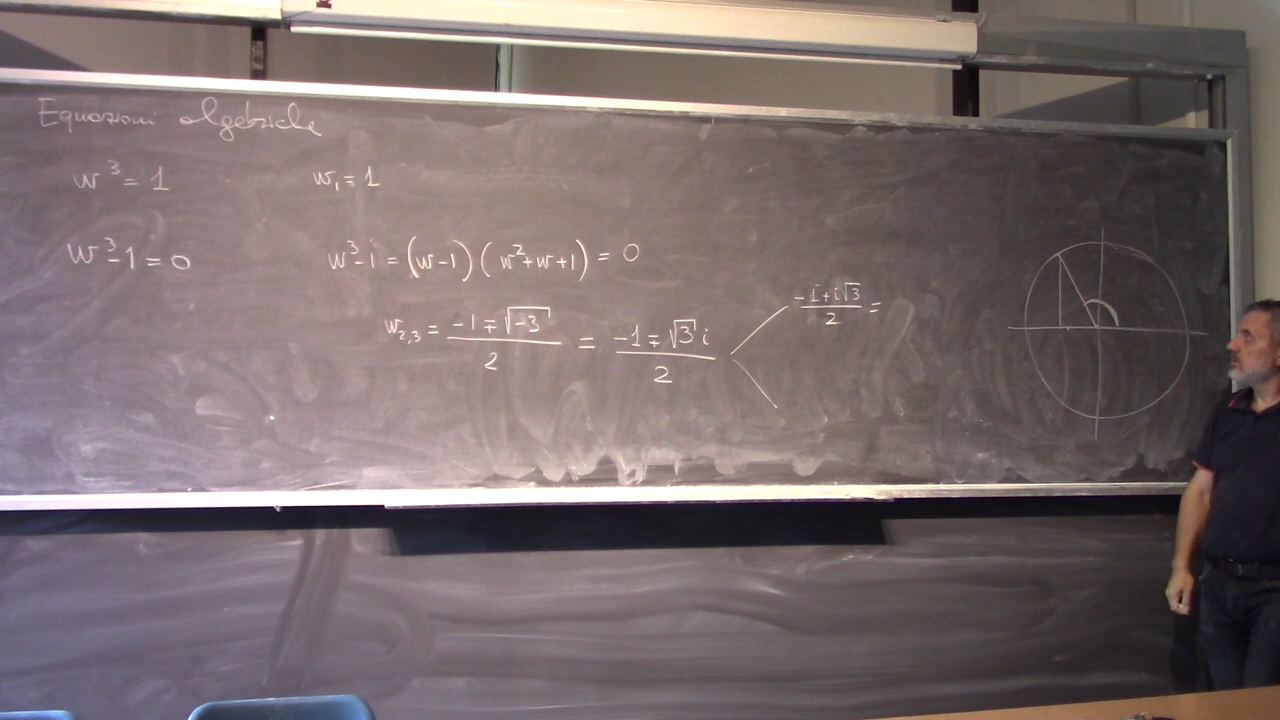 Equazioni algebriche
w³ = 1
w₁ = 1
w³-1 = 0
w³-1 = (w-1) (w²+w+1) = 0
w₂,₃ = (-1∓√-3)/2 = (-1∓√3 i)/2
(-1+i√3)/2 =